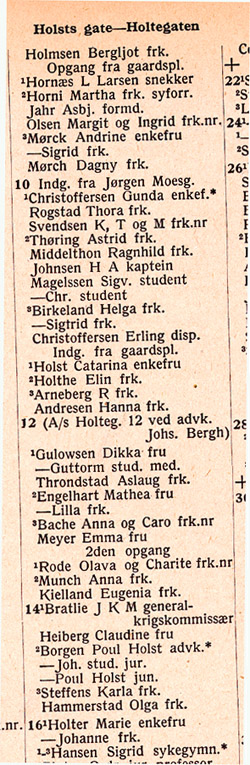 Holsts gate—Holtegaten
Holmsen Bergljot frk.
Opgang fra gaardspl.
¹Hornæs L Larsen snekker
²Horni Martha frk. syforr.
Jahr Asbj. formd.
Olsen Margit og Ingrid frk.nr.
³Mørck Andrine enkefru
—Sigrid frk.
Mørch Dagny frk.
10 Indg. fra Jørgen Moesg.
¹Christoffersen Gunda enkef.*
Rogstad Thora frk.
Svendsen K, T og M frk.nr
²Thøring Astrid frk.
Middelthon Ragnhild frk.
Johnsen H A kaptein
Magelssen Sigv. student
—Chr. student
³Birkeland Helga frk.
—Sigtrid frk.
Christoffersen Erling disp.
Indg. fra gaardspl.
¹Holst Catarina enkefru
²Holthe Elin frk.
³Arneberg R frk.
Andresen Hanna frk.
12 (A/s Holteg. 12 ved advk.
Johs. Bergh)
¹Gulowsen Dikka fru
—Guttorm stud. med.
Throndstad Aslaug frk.
²Engelhart Mathea fru
—Lilla frk.
³Bache Anna og Caro frk.nr
Meyer Emma fru
2den opgang
¹Rode Olava og Charite frk.nr
²Munch Anna frk.
Kielland Eugenia frk.
14¹Bratlie J K M general-
krigskommissær
Heiberg Claudine fru
²Borgen Poul Holst advk.*
—Joh. stud. jur.
—Poul Holst jun.
³Steffens Karla frk.
Hammerstad Olga frk.
16¹Holter Marie enkefru
—Johanne frk.
¹-³Hansen Sigrid sykegymn.*
.nr.
+
22¹
24¹
26¹
28
+
30